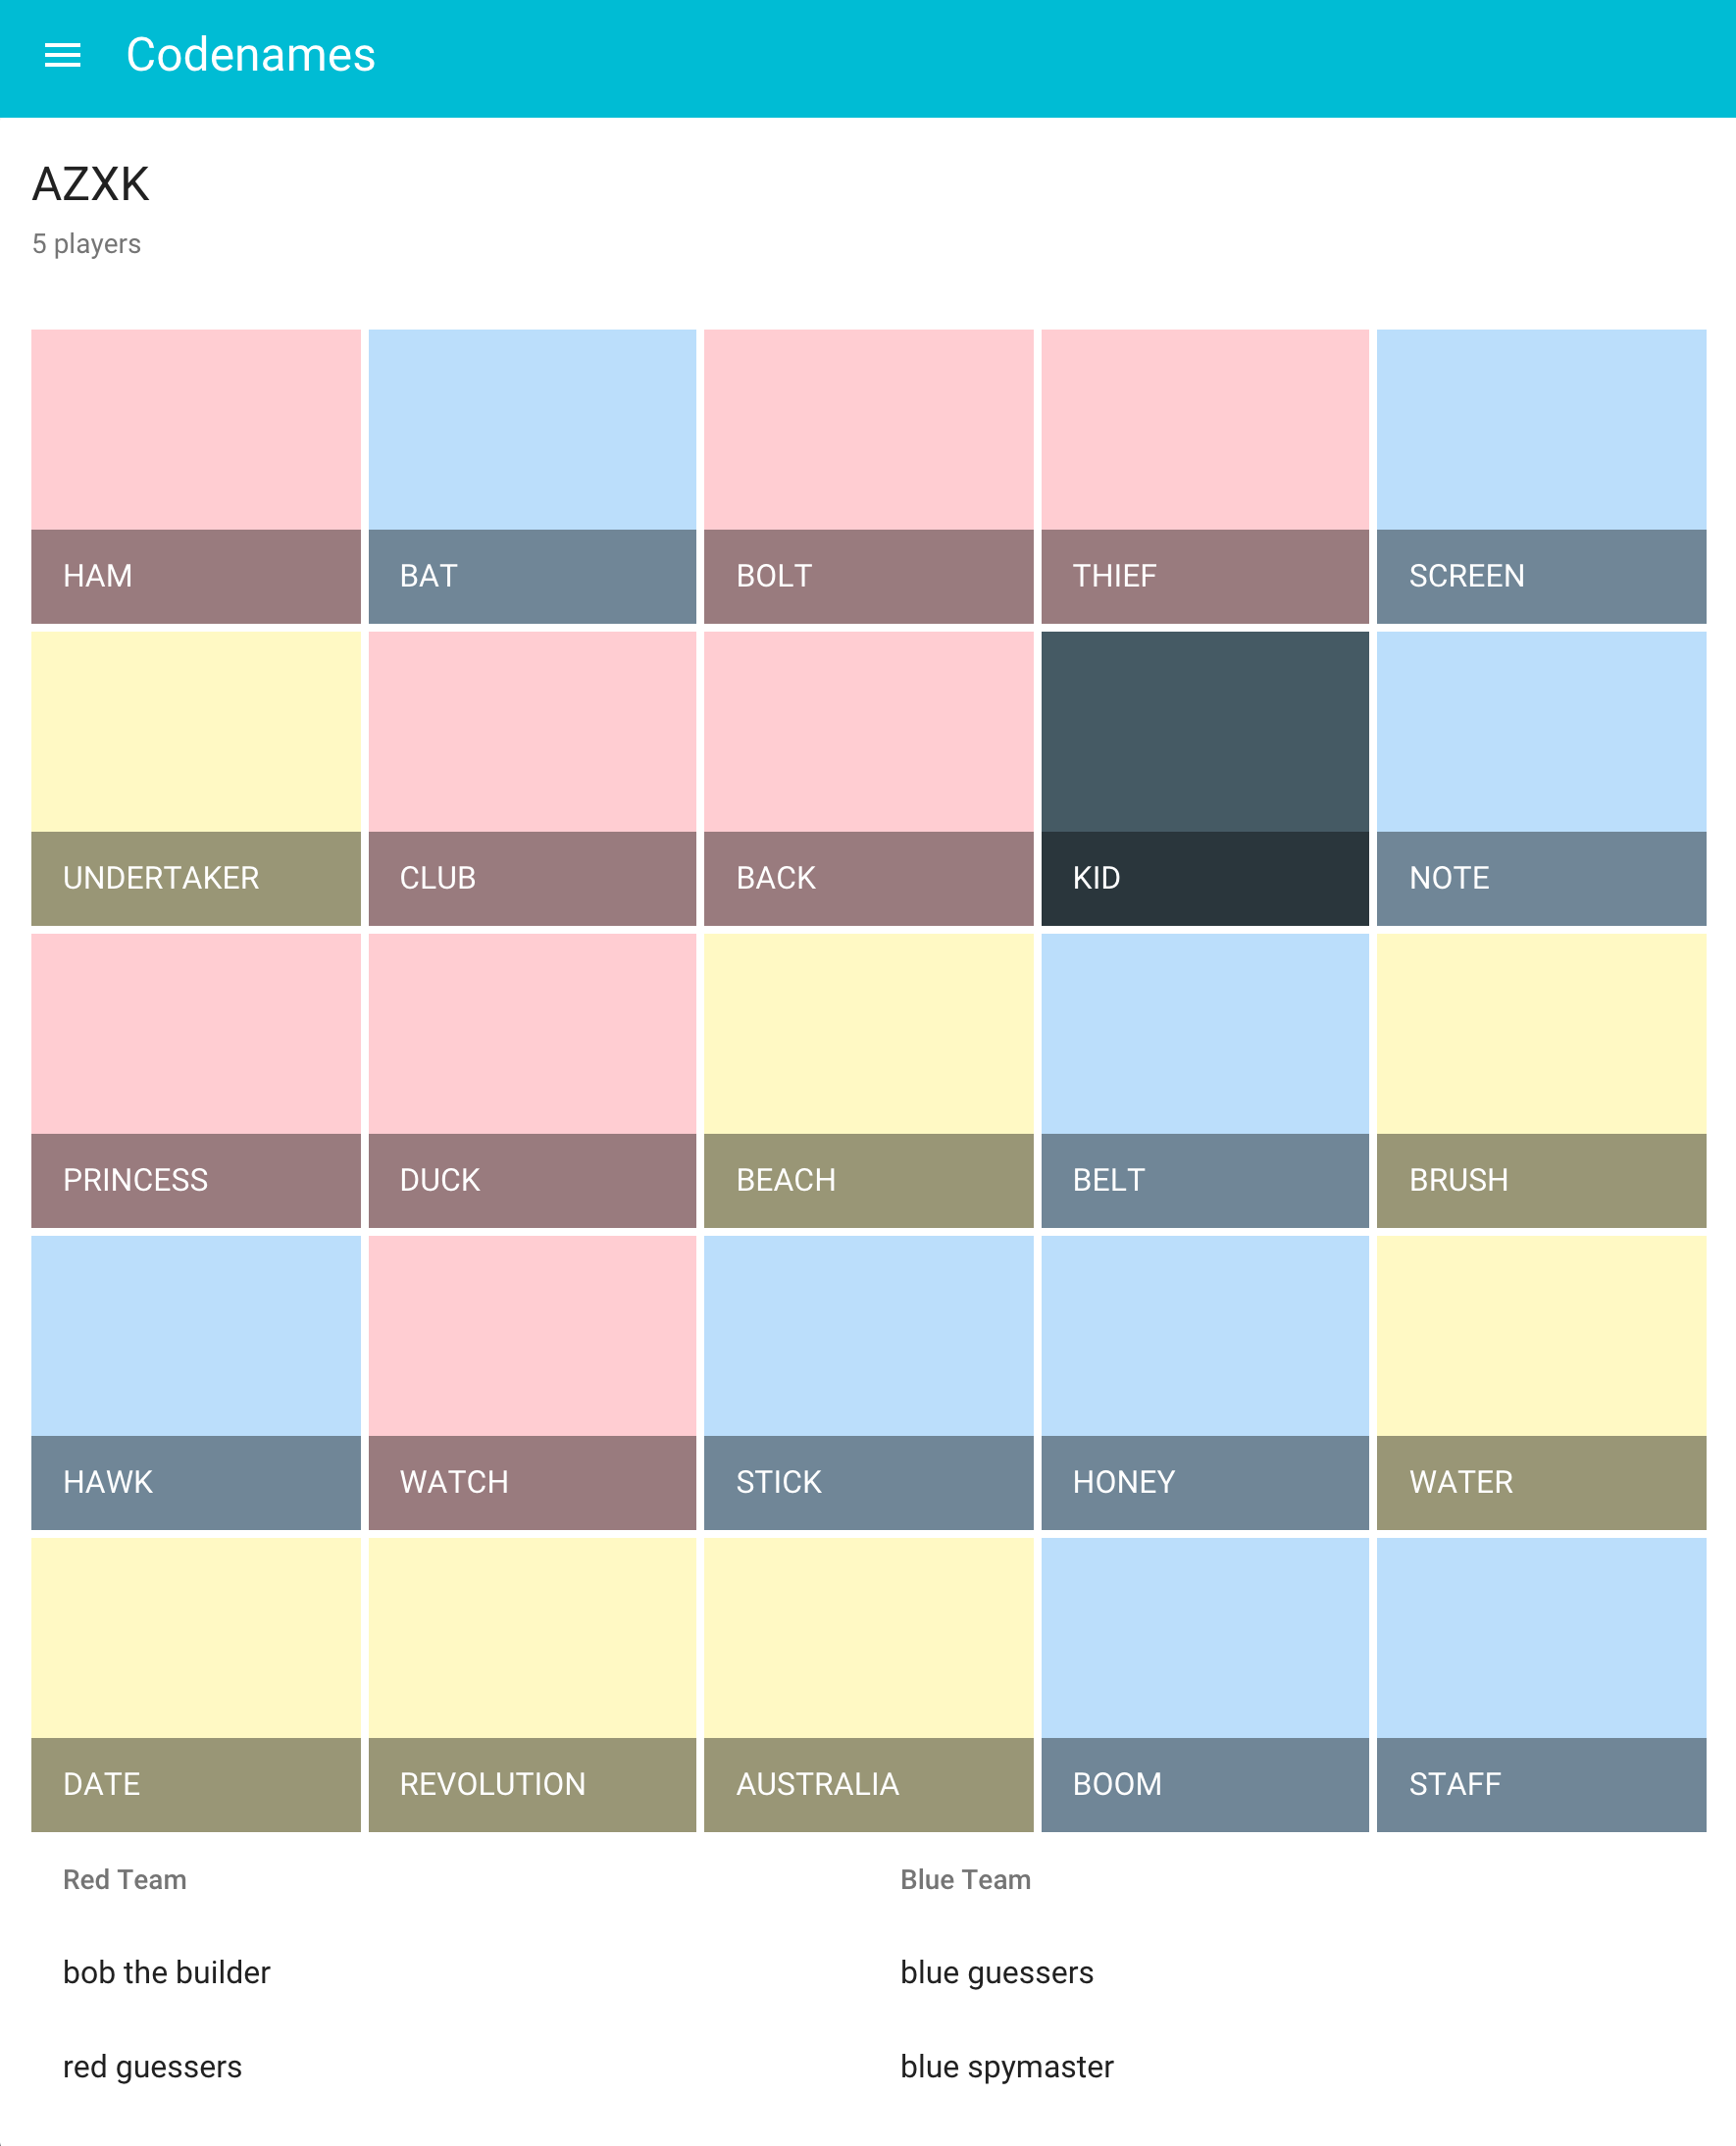 Codenames
AZXK
5 players
HAM BAT BOLT THIEF SCREEN
UNDERTAKER CLUB BACK KID NOTE
PRINCESS DUCK BEACH BELT BRUSH
HAWK WATCH STICK HONEY WATER
DATE REVOLUTION AUSTRALIA BOOM STAFF
Red Team Blue Team
bob the builder blue guessers
red guessers blue spymaster